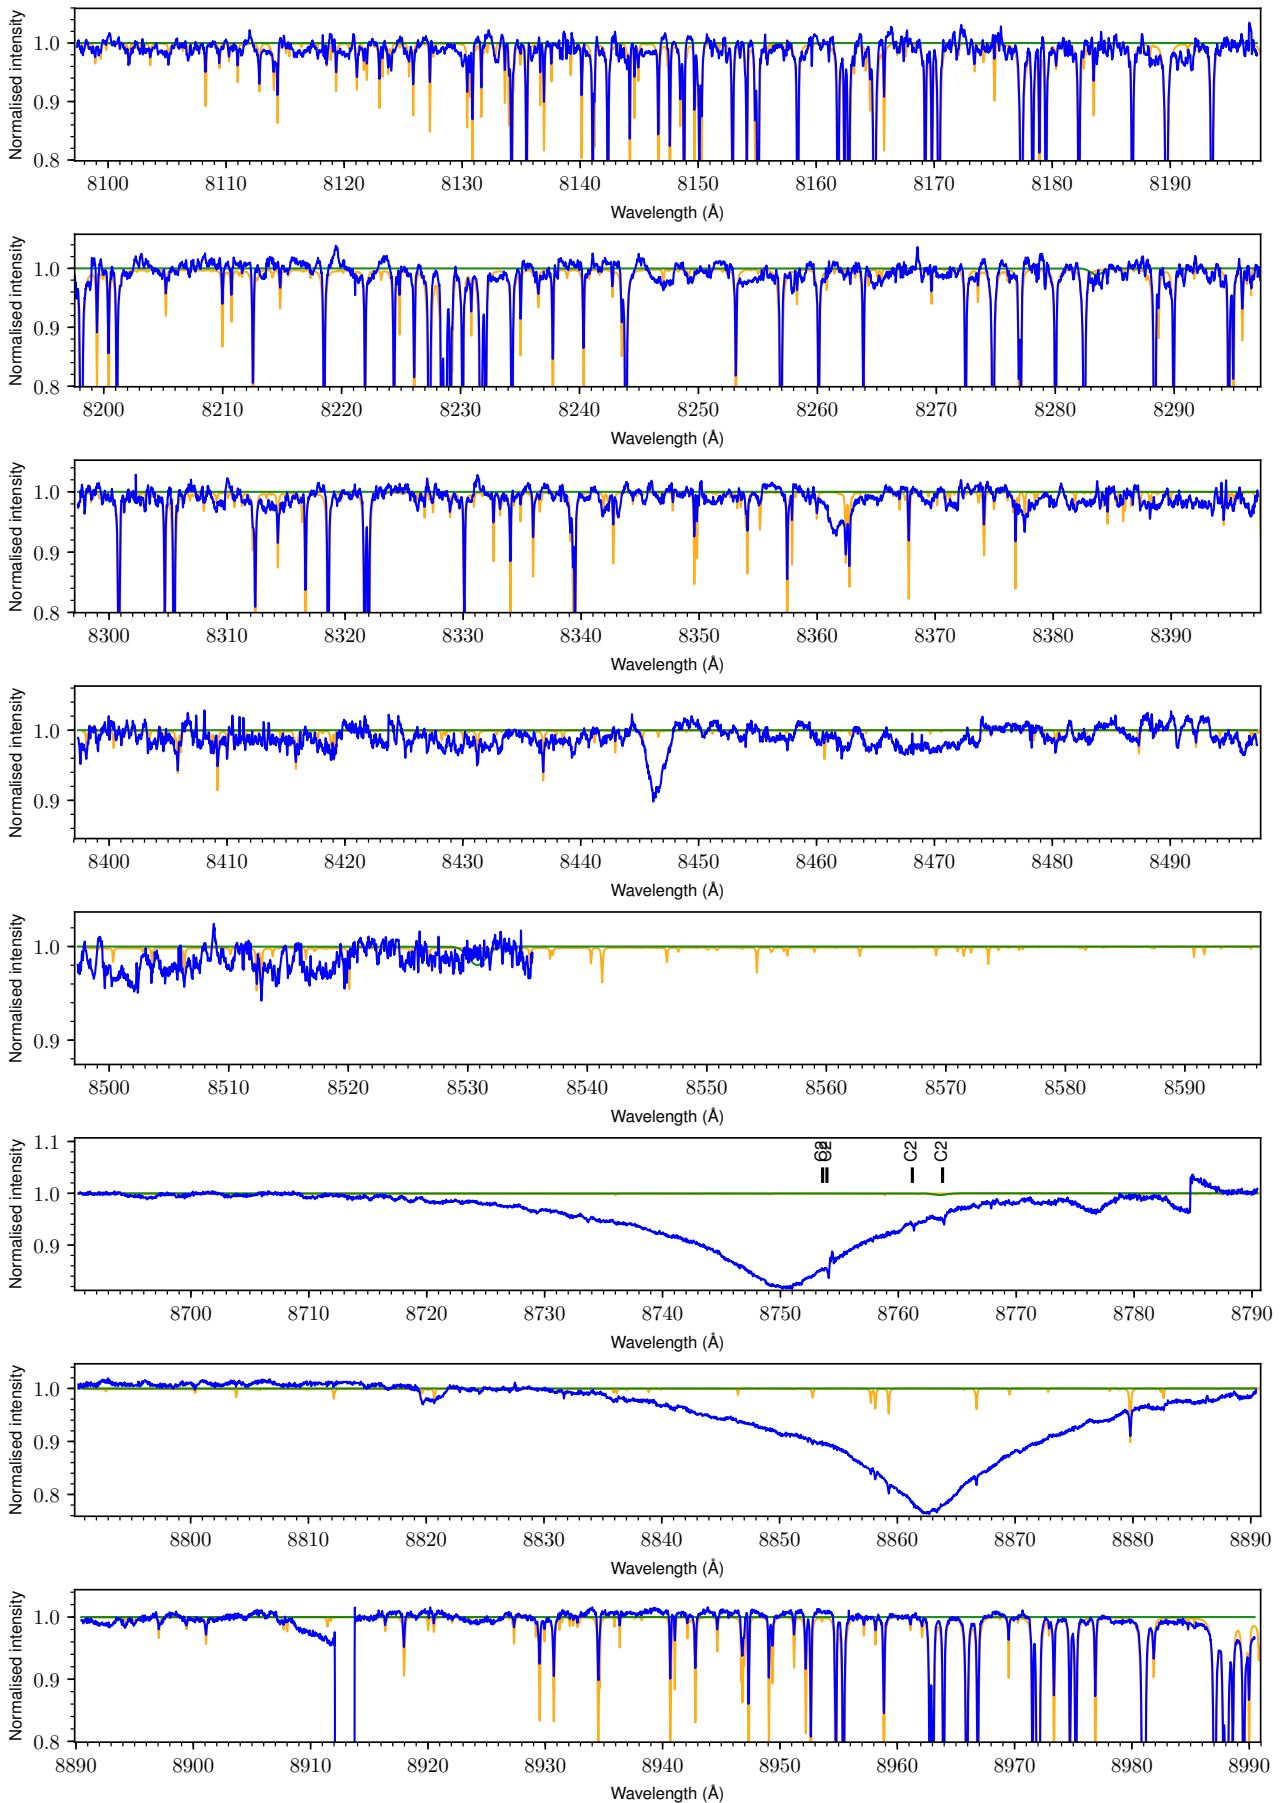 Normalised intensity
1.0
0.9
0.8
8100 8110 8120 8130 8140 8150 8160 8170 8180 8190
Wavelength (Å)
Normalised intensity
1.0
0.9
0.8
8200 8210 8220 8230 8240 8250 8260 8270 8280 8290
Wavelength (Å)
Normalised intensity
1.0
0.9
0.8
8300 8310 8320 8330 8340 8350 8360 8370 8380 8390
Wavelength (Å)
Normalised intensity
1.0
0.9
8400 8410 8420 8430 8440 8450 8460 8470 8480 8490
Wavelength (Å)
Normalised intensity
1.0
0.9
8500 8510 8520 8530 8540 8550 8560 8570 8580 8590
Wavelength (Å)
Normalised intensity
1.1
1.0
0.9
C2 C2 C2 C2
8700 8710 8720 8730 8740 8750 8760 8770 8780 8790
Wavelength (Å)
Normalised intensity
1.0
0.9
0.8
8800 8810 8820 8830 8840 8850 8860 8870 8880 8890
Wavelength (Å)
Normalised intensity
1.0
0.9
0.8
8890 8900 8910 8920 8930 8940 8950 8960 8970 8980 8990
Wavelength (Å)